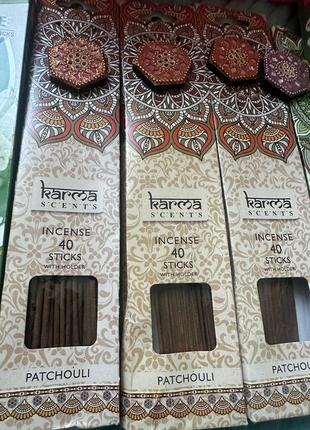 E
CKS
karma
SCENTS
INCENSE
40
STICKS
WITH HOLDER
PATCHOULI
karma
SCENTS
INCENSE
40
STICKS
WITH HOLDER
PATCHOULI
karma
SCENTS
INCENSE
40
STICKS
WITH HOLDER
PATCHOULI